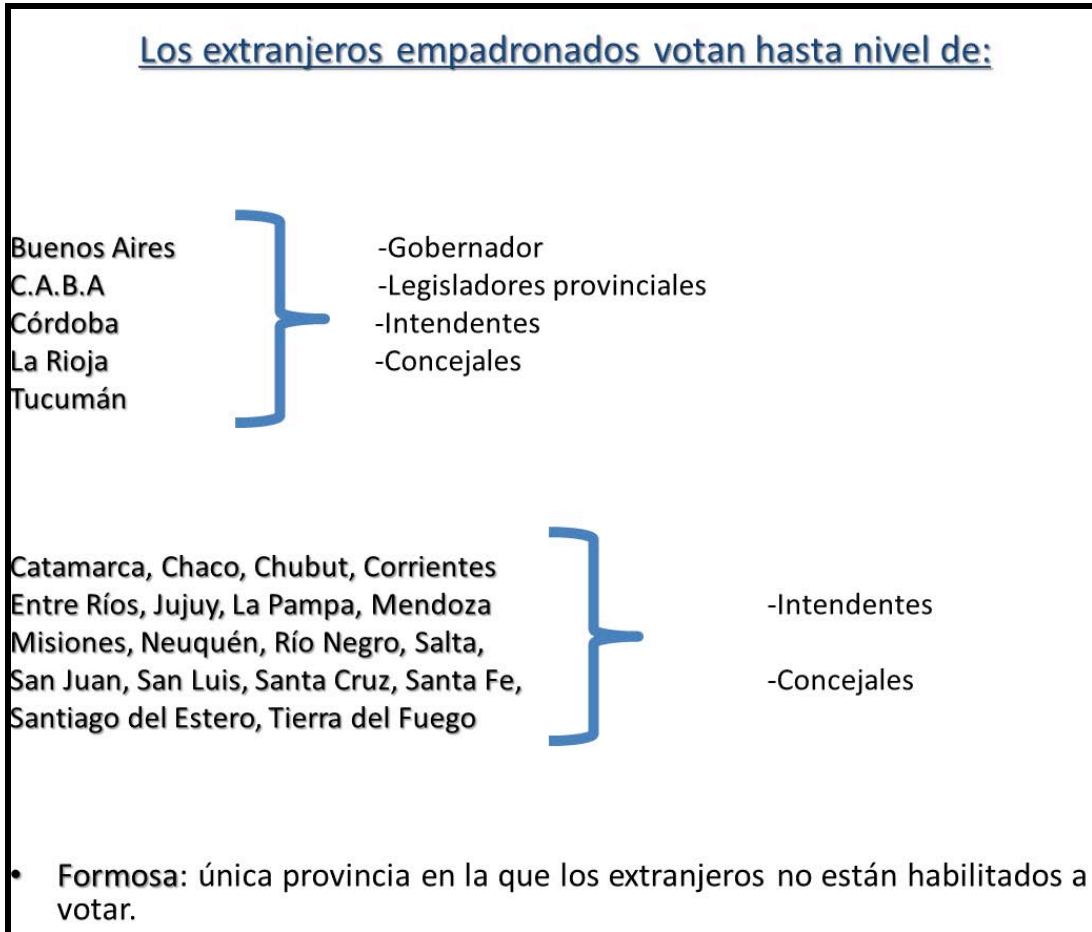 Los extranjeros empadronados votan hasta nivel de:
Buenos Aires
C.A.B.A
Córdoba
La Rioja
Tucumán
-Gobernador
-Legisladores provinciales
-Intendentes
-Concejales
Catamarca, Chaco, Chubut, Corrientes
Entre Ríos, Jujuy, La Pampa, Mendoza
Misiones, Neuquén, Río Negro, Salta,
San Juan, San Luis, Santa Cruz, Santa Fe,
Santiago del Estero, Tierra del Fuego
-Intendentes
-Concejales
• Formosa: única provincia en la que los extranjeros no están habilitados a
votar.